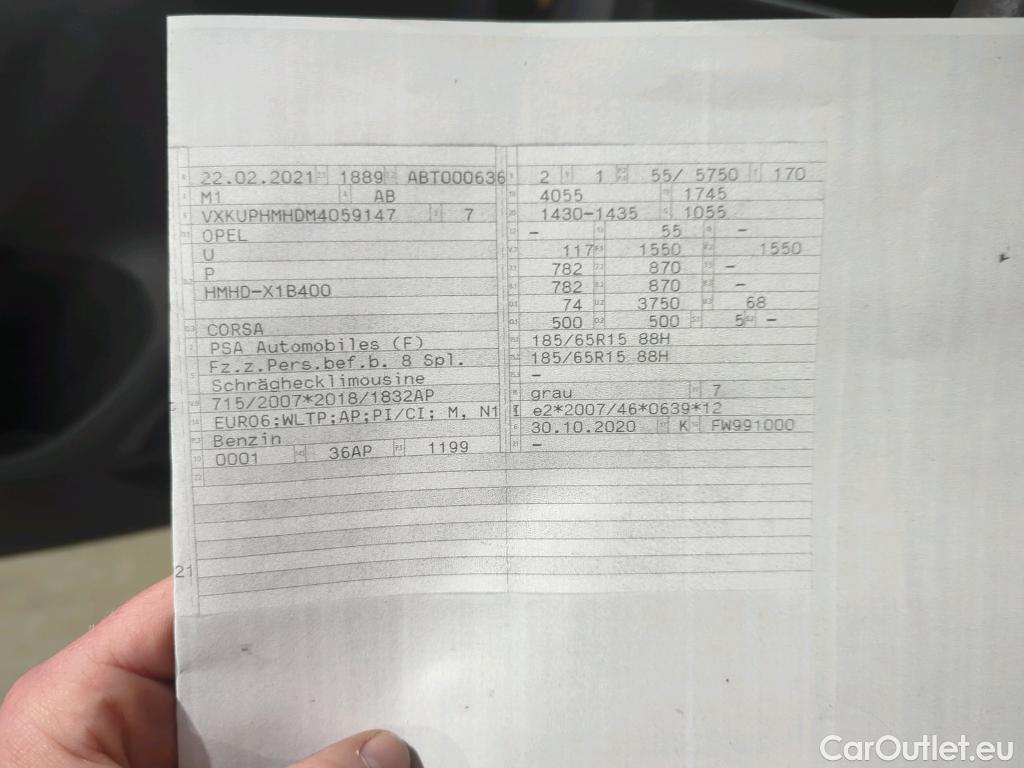 22.02.2021 1889 ABT000636
M1 AB
VXKUPHMHDM4059147 7
OPEL
U
P
HMHD-X1B400
CORSA
PSA Automobiles (F)
Fz.z.Pers.bef.b. 8 Spl.
Schräghecklimousine
715/2007*2018/1832AP
EURO6;WLTP;AP;PI/CI; M, N1
Benzin
0001 36AP 1199
2 1 55/ 5750 170
4055 1745
1430-1435 1055
- 55 -
117 1550 1550
782 870 -
782 870 -
74 3750 68
500 500 5 -
185/65R15 88H
185/65R15 88H
-
grau 7
e2*2007/46*0639*12
30.10.2020 K FW991000
-
21
CarOutlet.eu